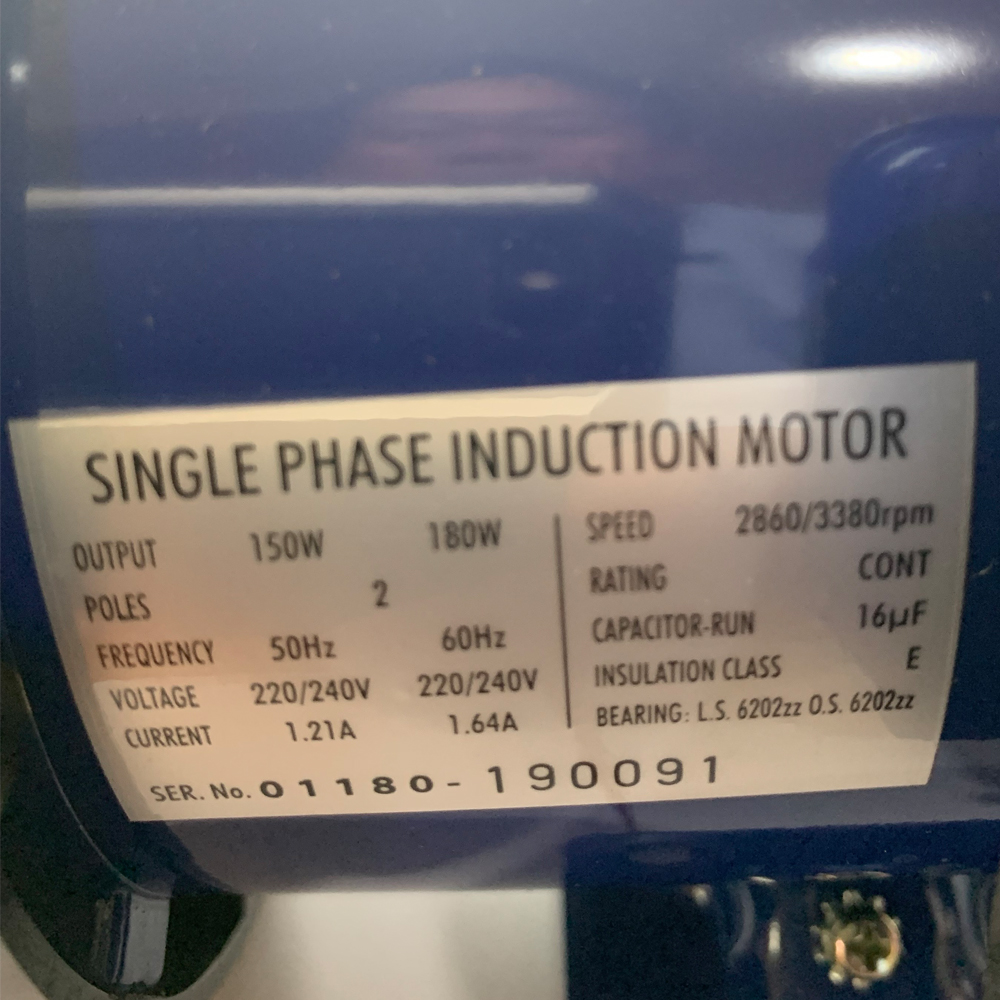 SINGLE PHASE INDUCTION MOTOR
OUTPUT 150W 180W
POLES 2
FREQUENCY 50Hz 60Hz
VOLTAGE 220/240V 220/240V
CURRENT 1.21A 1.64A
SPEED 2860/3380rpm
RATING CONT
CAPACITOR-RUN 16µF
INSULATION CLASS E
BEARING: L.S. 6202zz O.S. 6202zz
SER. No. 01180-190091